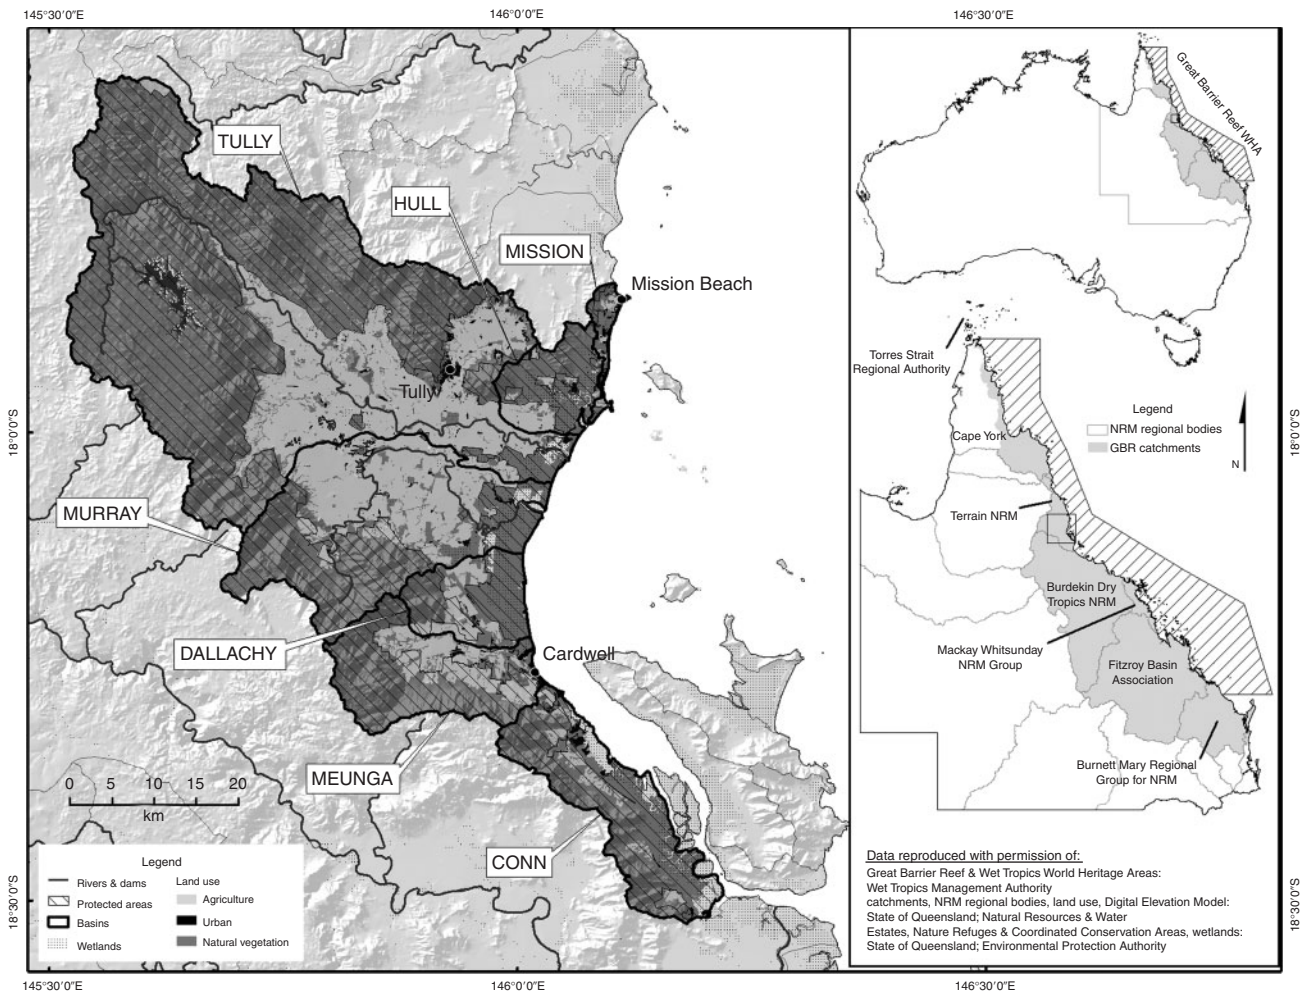 145°30′0″E
146°0′0″E
146°30′0″E
TULLY
HULL
MISSION
Mission Beach
Tully
18°0′0″S
MURRAY
DALLACHY
Cardwell
MEUNGA
CONN
0 5 10 15 20
km
Legend
Rivers & dams
Protected areas
Basins
Wetlands
Land use
Agriculture
Urban
Natural vegetation
18°30′0″S
145°30′0″E
146°0′0″E
146°30′0″E
Great Barrier Reef WHA
Torres Strait
Regional Authority
Legend
NRM regional bodies
GBR catchments
N
18°0′0″S
Cape York
Terrain NRM
Burdekin Dry
Tropics NRM
Mackay Whitsunday
NRM Group
Fitzroy Basin
Association
Burnett Mary Regional
Group for NRM
Data reproduced with permission of:
Great Barrier Reef & Wet Tropics World Heritage Areas:
Wet Tropics Management Authority
catchments, NRM regional bodies, land use, Digital Elevation Model:
State of Queensland; Natural Resources & Water
Estates, Nature Refuges & Coordinated Conservation Areas, wetlands:
State of Queensland; Environmental Protection Authority
18°30′0″S